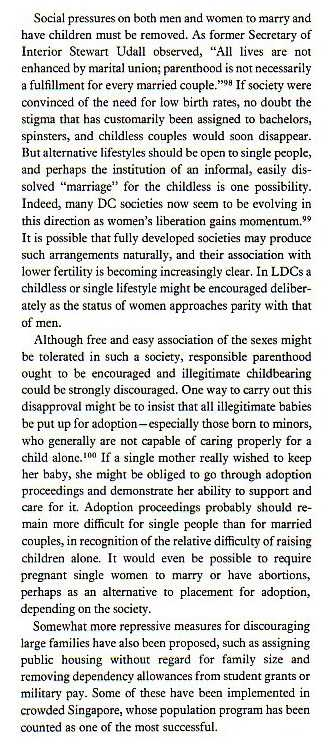 Social pressures on both men and women to marry and
have children must be removed. As former Secretary of
Interior Stewart Udall observed, “All lives are not
enhanced by marital union; parenthood is not necessarily
a fulfillment for every married couple.”98 If society were
convinced of the need for low birth rates, no doubt the
stigma that has customarily been assigned to bachelors,
spinsters, and childless couples would soon disappear.
But alternative lifestyles should be open to single people,
and perhaps the institution of an informal, easily dis-
solved “marriage” for the childless is one possibility.
Indeed, many DC societies now seem to be evolving in
this direction as women’s liberation gains momentum.99
It is possible that fully developed societies may produce
such arrangements naturally, and their association with
lower fertility is becoming increasingly clear. In LDCs a
childless or single lifestyle might be encouraged deliber-
ately as the status of women approaches parity with that
of men.
Although free and easy association of the sexes might
be tolerated in such a society, responsible parenthood
ought to be encouraged and illegitimate childbearing
could be strongly discouraged. One way to carry out this
disapproval might be to insist that all illegitimate babies
be put up for adoption—especially those born to minors,
who generally are not capable of caring properly for a
child alone.100 If a single mother really wished to keep
her baby, she might be obliged to go through adoption
proceedings and demonstrate her ability to support and
care for it. Adoption proceedings probably should re-
main more difficult for single people than for married
couples, in recognition of the relative difficulty of raising
children alone. It would even be possible to require
pregnant single women to marry or have abortions,
perhaps as an alternative to placement for adoption,
depending on the society.
Somewhat more repressive measures for discouraging
large families have also been proposed, such as assigning
public housing without regard for family size and
removing dependency allowances from student grants or
military pay. Some of these have been implemented in
crowded Singapore, whose population program has been
counted as one of the most successful.